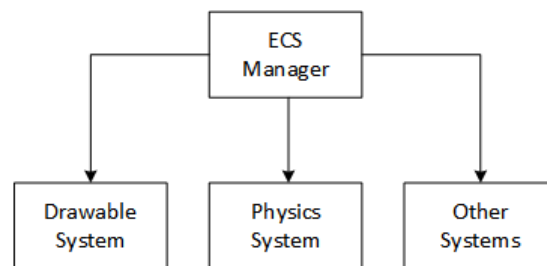 ECS
Manager
Drawable
System
Physics
System
Other
Systems